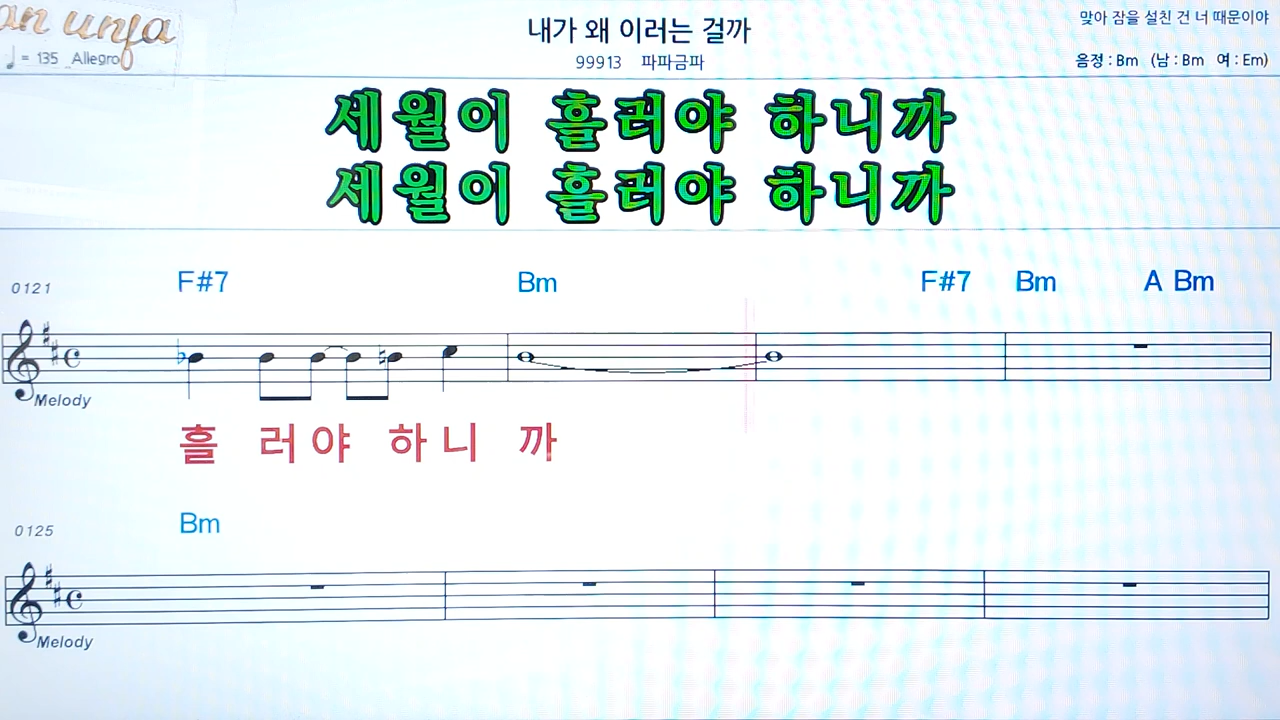 내가 왜 이러는 걸까
맞아 잠을 설친 건 너 때문이야
♩ = 135 Allegro
99913 파파금파
음정 : Bm (남 : Bm 여 : Em)
세월이 흘러야 하니까
세월이 흘러야 하니까
0121 F#7 Bm F#7 Bm A Bm
Melody
흘 러 야 하 니 까
0125 Bm
Melody